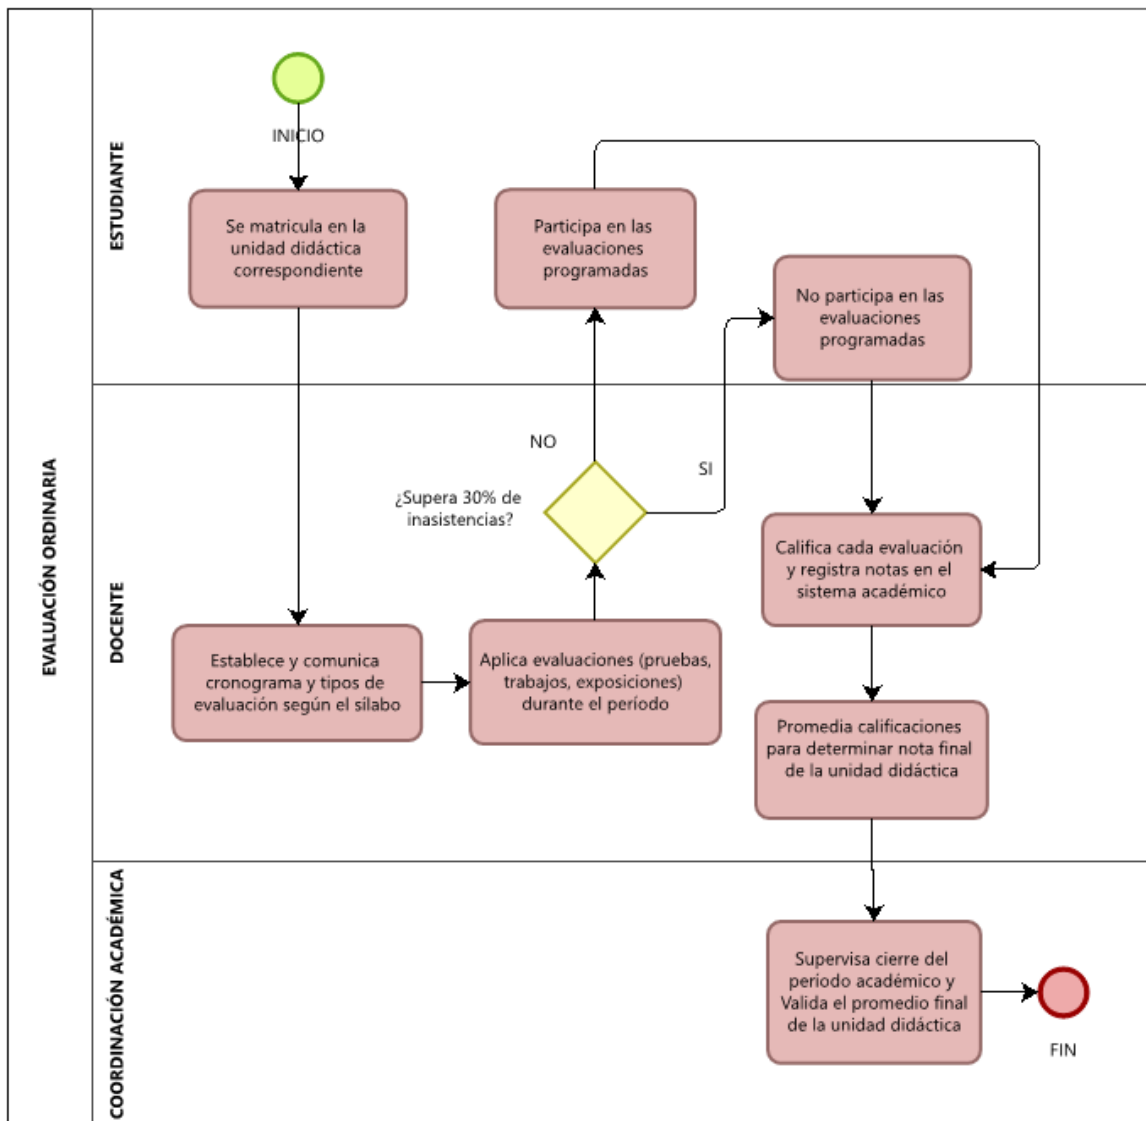 EVALUACIÓN ORDINARIA
ESTUDIANTE
INICIO
Se matricula en la
unidad didáctica
correspondiente
Participa en las
evaluaciones
programadas
No participa en las
evaluaciones
programadas
DOCENTE
NO
SI
¿Supera 30% de
inasistencias?
Establece y comunica
cronograma y tipos de
evaluación según el sílabo
Aplica evaluaciones (pruebas,
trabajos, exposiciones)
durante el período
Califica cada evaluación
y registra notas en el
sistema académico
Promedia calificaciones
para determinar nota final
de la unidad didáctica
COORDINACIÓN ACADÉMICA
Supervisa cierre del
periodo académico y
Valida el promedio final
de la unidad didáctica
FIN